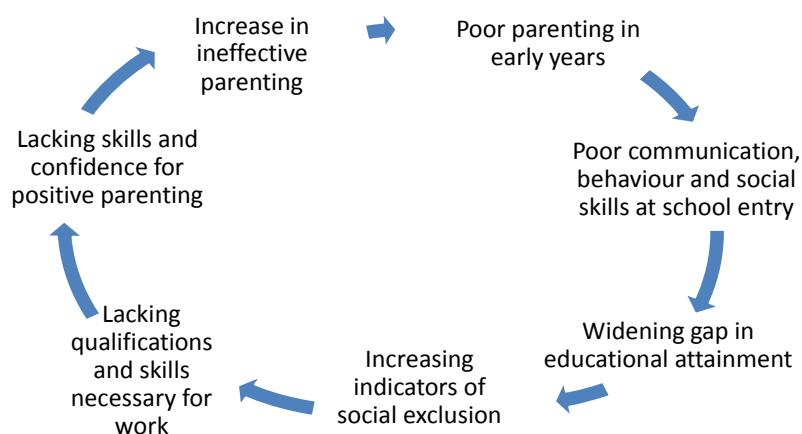 Increase in
ineffective
parenting
Poor parenting in
early years
Poor communication,
behaviour and social
skills at school entry
Widening gap in
educational attainment
Increasing
indicators of
social exclusion
Lacking
qualifications
and skills
necessary for
work
Lacking skills and
confidence for
positive parenting